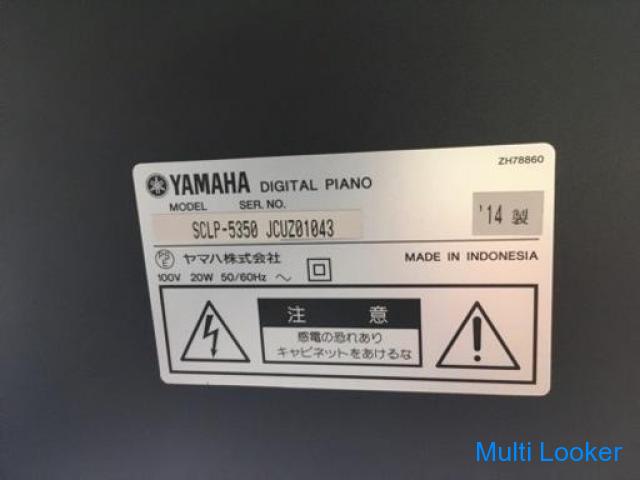 ZH78860
YAMAHA DIGITAL PIANO
MODEL SER. NO.
SCLP-5350 JCUZ01043
'14 製
PSE ヤマハ株式会社
MADE IN INDONESIA
100V 20W 50/60Hz ～
注 意
感電の恐れあり
キャビネットをあけるな
Multi Looker